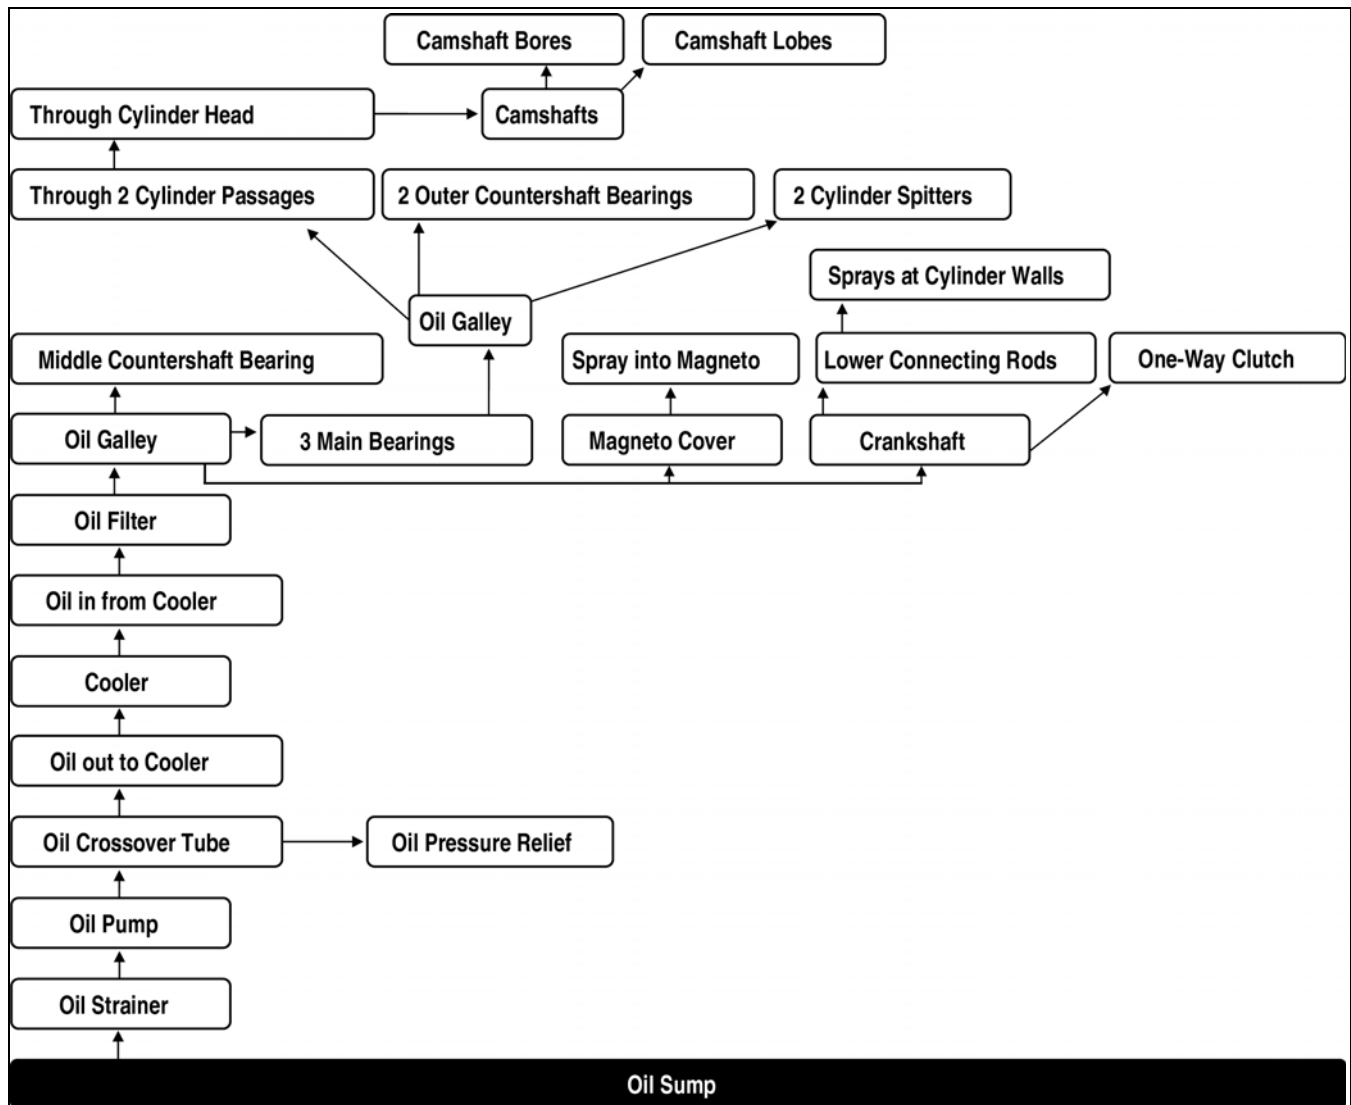 Camshaft Bores
Camshaft Lobes
Through Cylinder Head
Camshafts
Through 2 Cylinder Passages
2 Outer Countershaft Bearings
2 Cylinder Spitters
Sprays at Cylinder Walls
Oil Galley
Middle Countershaft Bearing
Spray into Magneto
Lower Connecting Rods
One-Way Clutch
Oil Galley
3 Main Bearings
Magneto Cover
Crankshaft
Oil Filter
Oil in from Cooler
Cooler
Oil out to Cooler
Oil Crossover Tube
Oil Pressure Relief
Oil Pump
Oil Strainer
Oil Sump